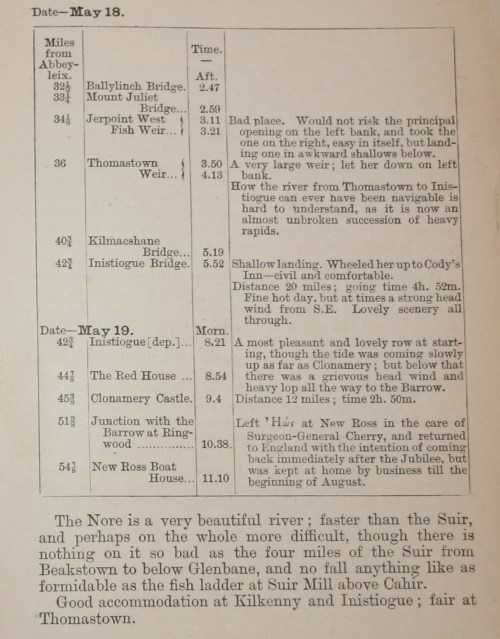 Date—May 18.
Miles from Abbey-leix.
Time. — Aft.
32½ Ballylinch Bridge. 2.47
33¼ Mount Juliet
Bridge... 2.59
34½ Jerpoint West { 3.11 Bad place. Would not risk the principal
Fish Weir... { 3.21 opening on the left bank, and took the
one on the right, easy in itself, but land-
ing one in awkward shallows below.
36 Thomastown { 3.50 A very large weir; let her down on left
Weir... { 4.13 bank.
How the river from Thomastown to Inis-
tiogue can ever have been navigable is
hard to understand, as it is now an
almost unbroken succession of heavy
rapids.
40¾ Kilmacshane
Bridge... 5.19
42¾ Inistiogue Bridge. 5.52 Shallow landing. Wheeled her up to Cody's
Inn—civil and comfortable.
Distance 20 miles; going time 4h. 52m.
Fine hot day, but at times a strong head
wind from S.E. Lovely scenery all
through.
Date—May 19. Morn.
42¾ Inistiogue [dep.]... 8.21 A most pleasant and lovely row at start-
ing, though the tide was coming slowly
up as far as Clonamery; but below that
44⅞ The Red House ... 8.54 there was a grievous head wind and
heavy lop all the way to the Barrow.
Clonamery Castle. 9.4 Distance 12 miles; time 2h. 50m.
Junction with the Left Ἠώς at New Ross in the care of
Barrow at Ring- Surgeon-General Cherry, and returned
wood ............... 10.38. to England with the intention of coming
back immediately after the Jubilee, but
54⅞ New Ross Boat was kept at home by business till the
House... 11.10 beginning of August.
The Nore is a very beautiful river; faster than the Suir,
and perhaps on the whole more difficult, though there is
nothing on it so bad as the four miles of the Suir from
Beakstown to below Glenbane, and no fall anything like as
formidable as the fish ladder at Suir Mill above Cahir.
Good accommodation at Kilkenny and Inistiogue; fair at
Thomastown.